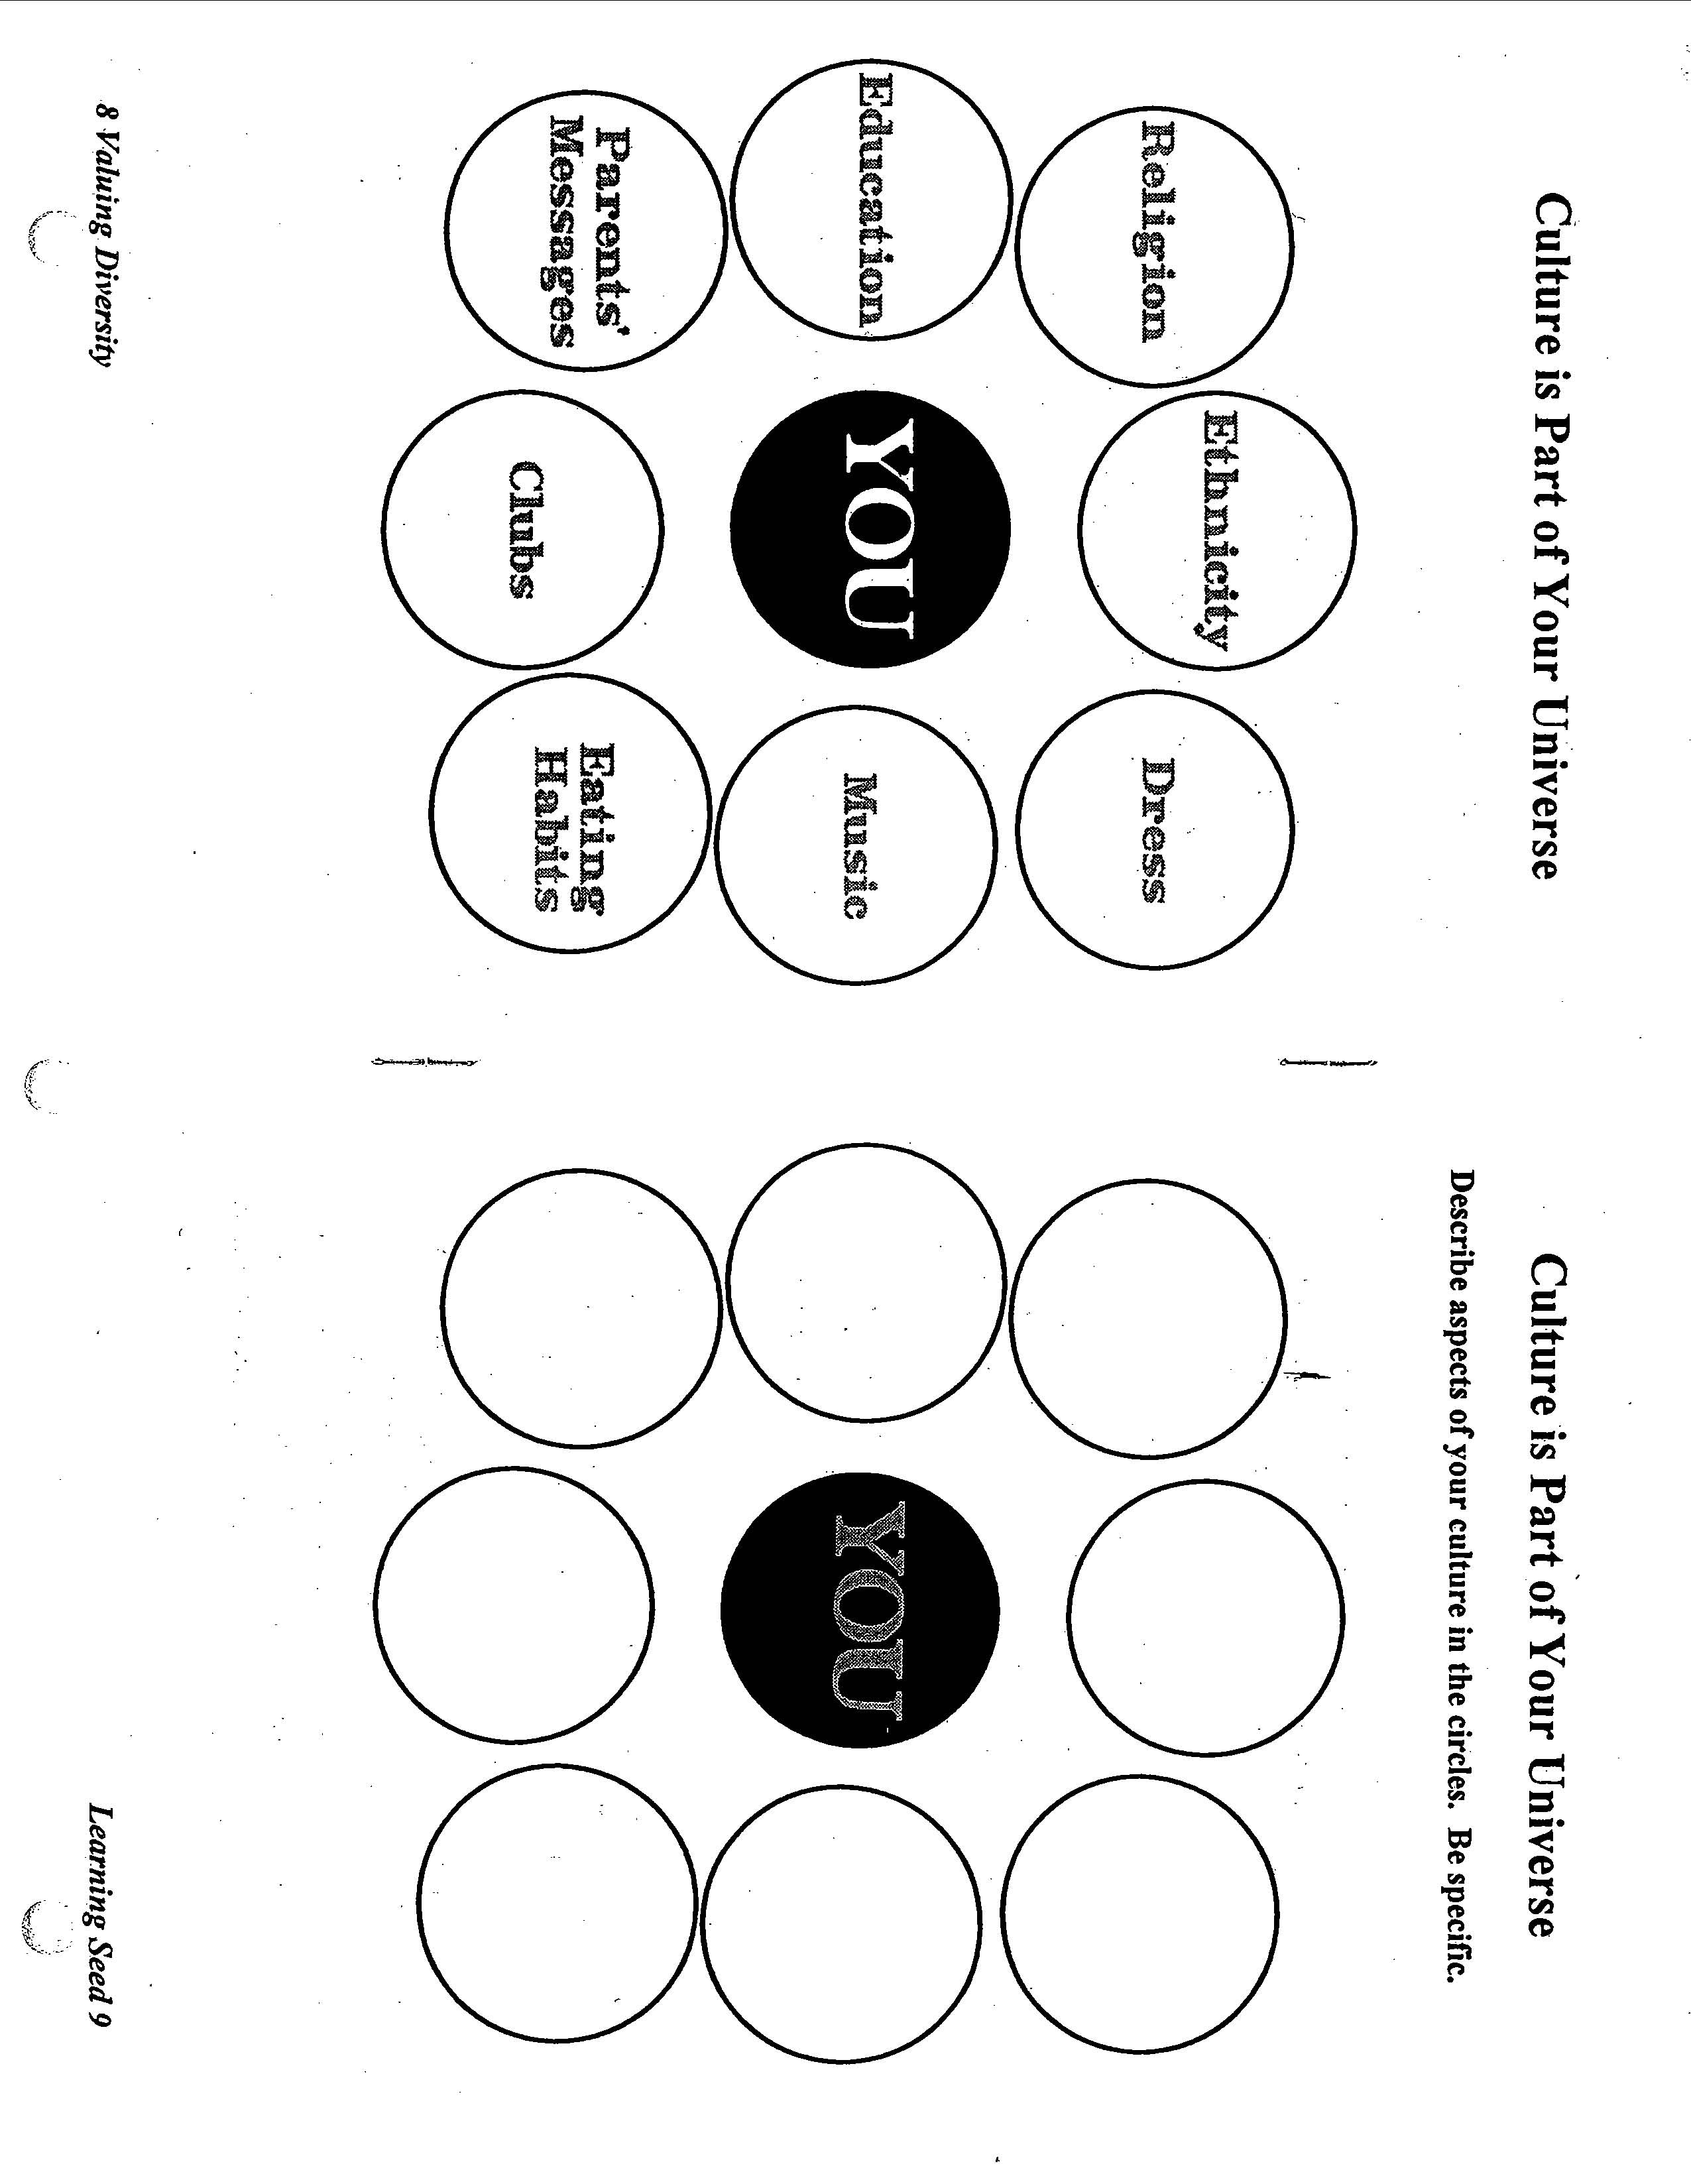 Culture is Part of Your Universe
Ethnicity
Religion
Dress
Education
YOU
Music
Parents'
Messages
Eating
Habits
Clubs
8 Valuing Diversity
Culture is Part of Your Universe
Describe aspects of your culture in the circles. Be specific.
YOU
Learning Seed 9